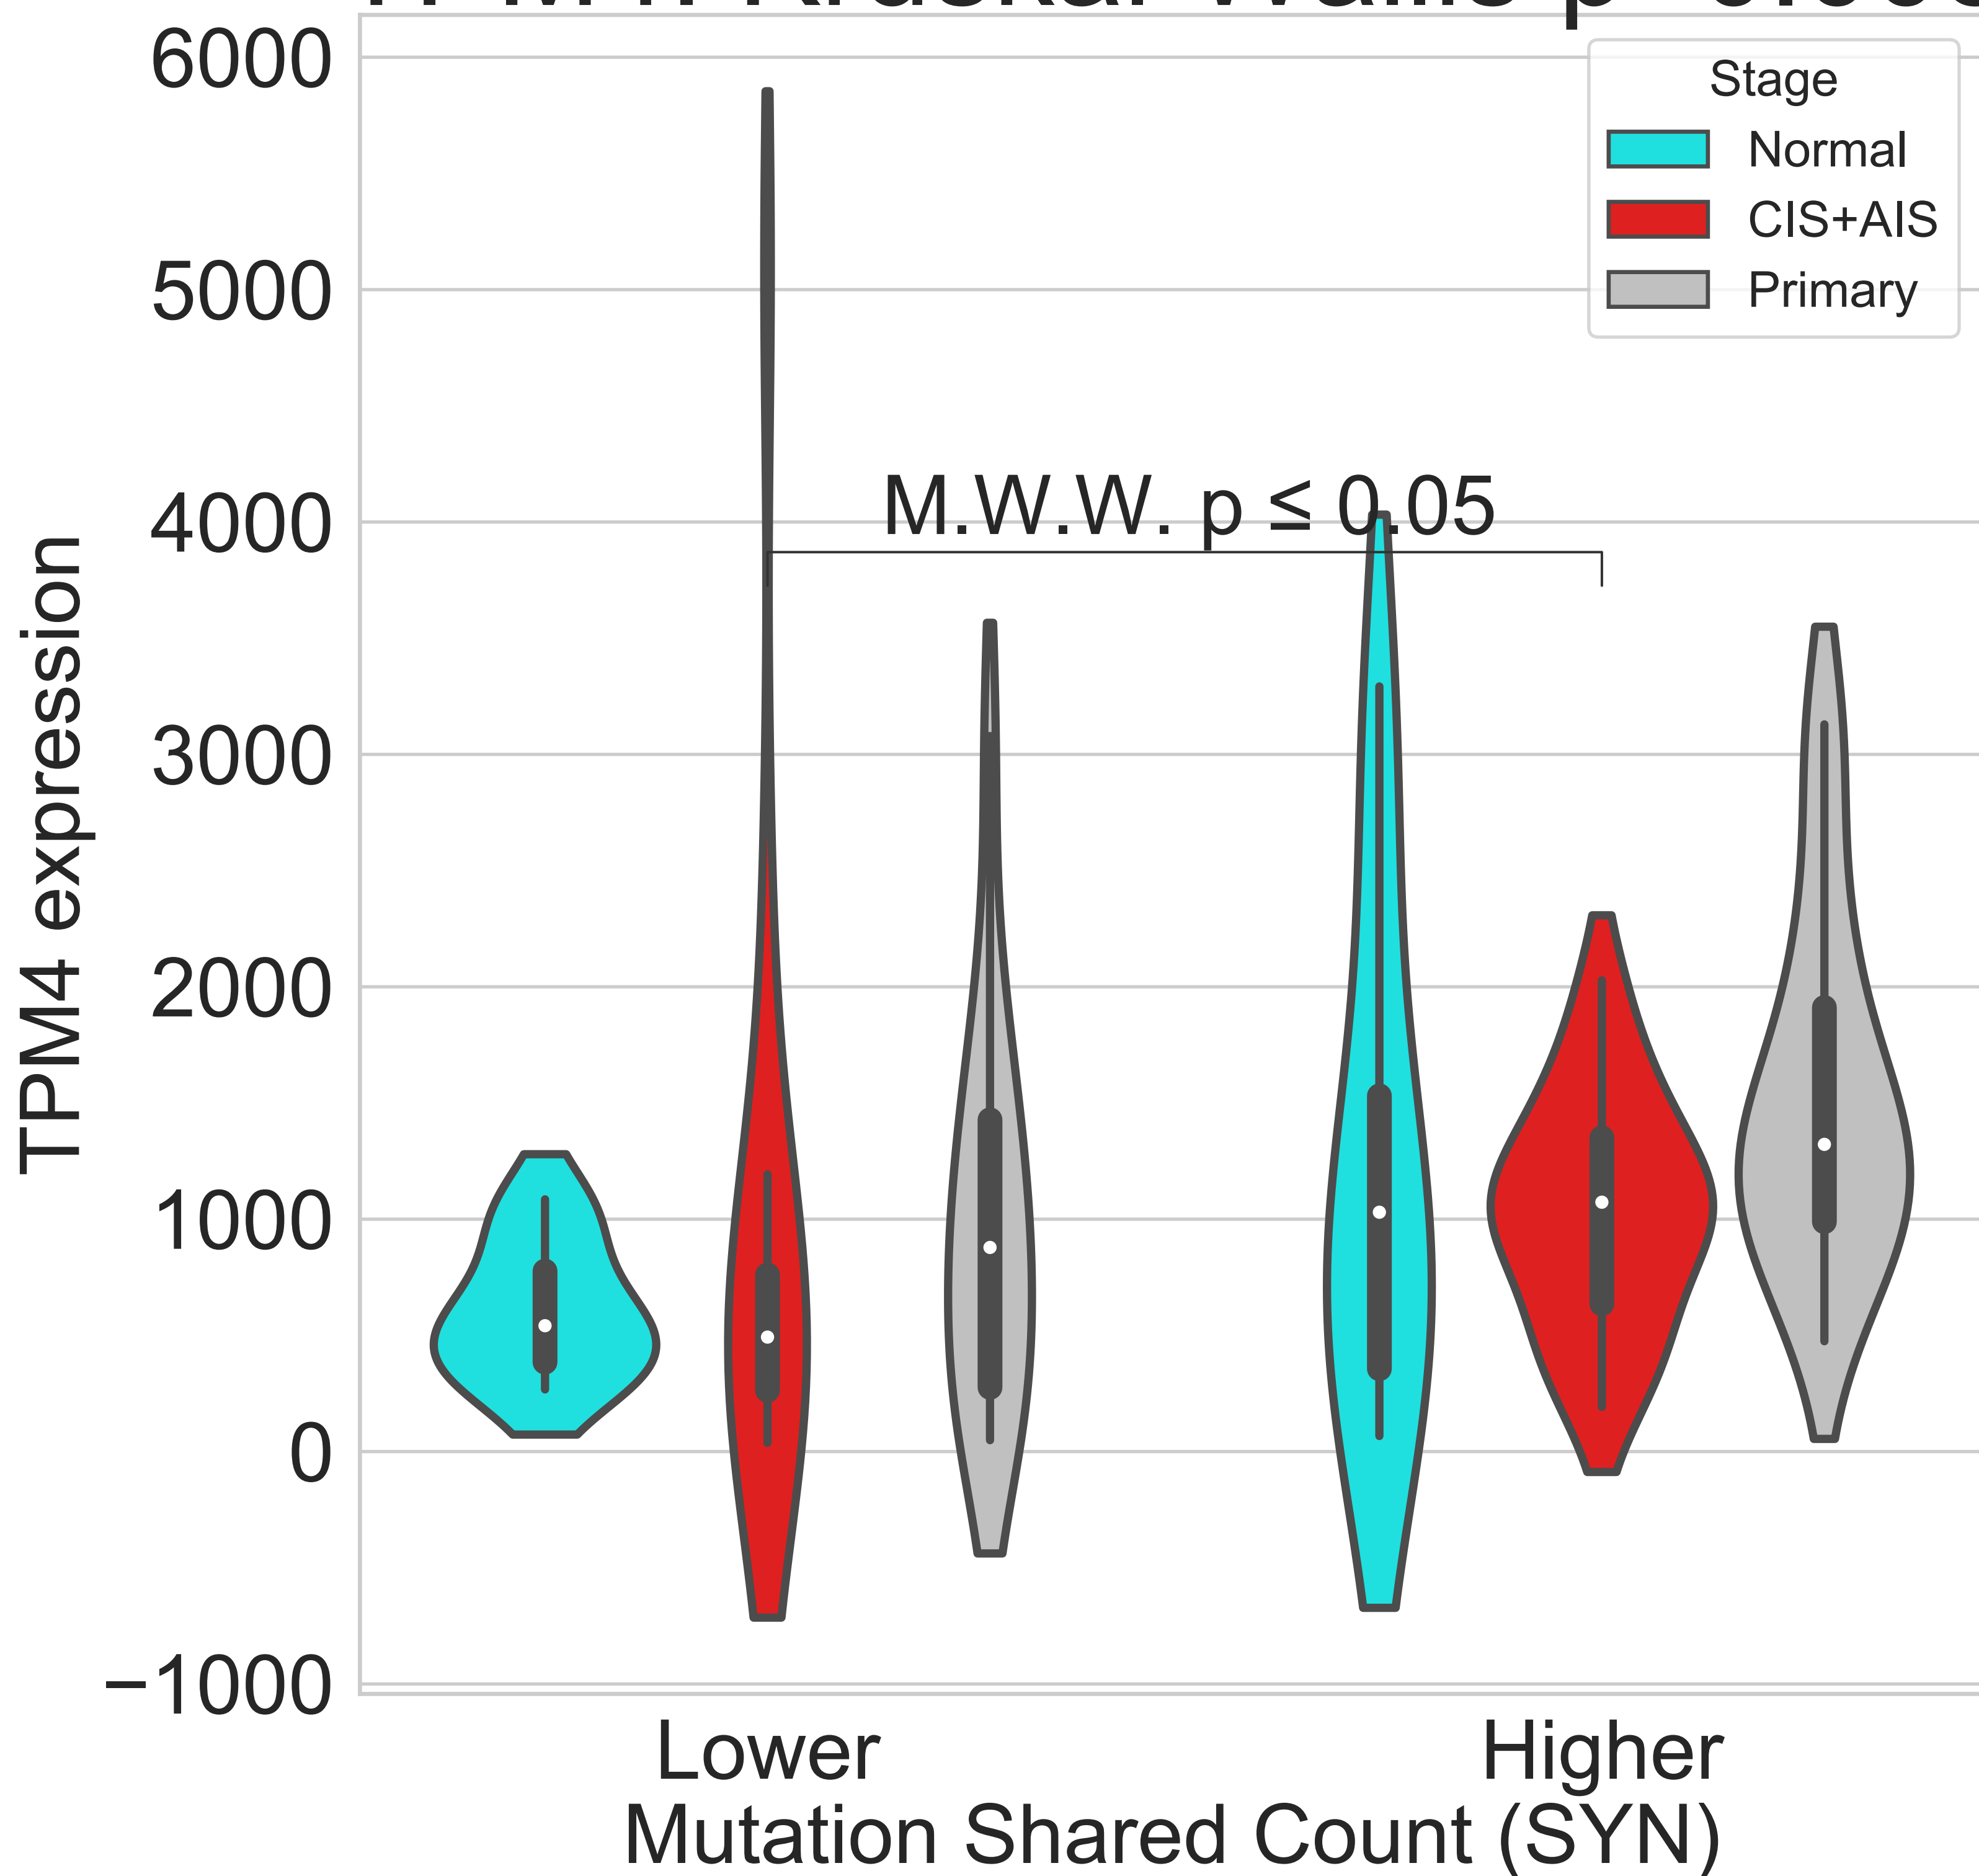 6000
5000
4000
3000
2000
1000
0
−1000
TPM4 expression
Stage
Normal
CIS+AIS
Primary
M.W.W. p ≤ 0.05
Lower
Higher
Mutation Shared Count (SYN)